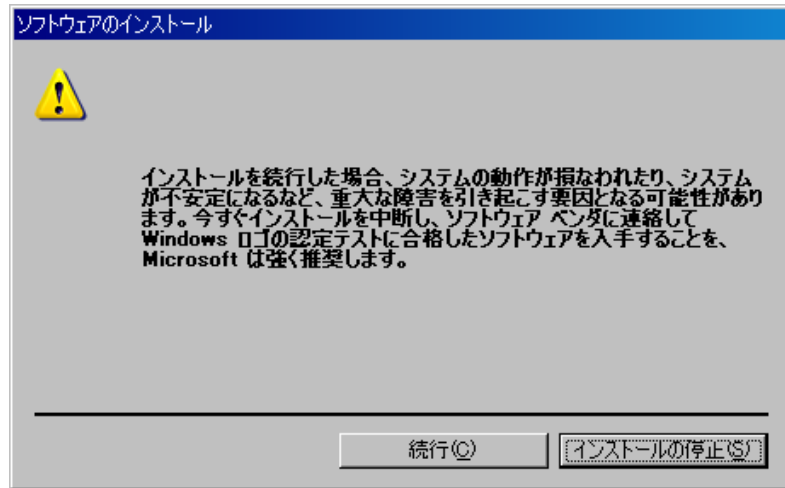 ソフトウェアのインストール
インストールを続行した場合、システムの動作が損なわれたり、システム
が不安定になるなど、重大な障害を引き起こす要因となる可能性があり
ます。今すぐインストールを中断し、ソフトウェア ベンダに連絡して
Windows ロゴの認定テストに合格したソフトウェアを入手することを、
Microsoft は強く推奨します。
続行(C)
インストールの停止(S)